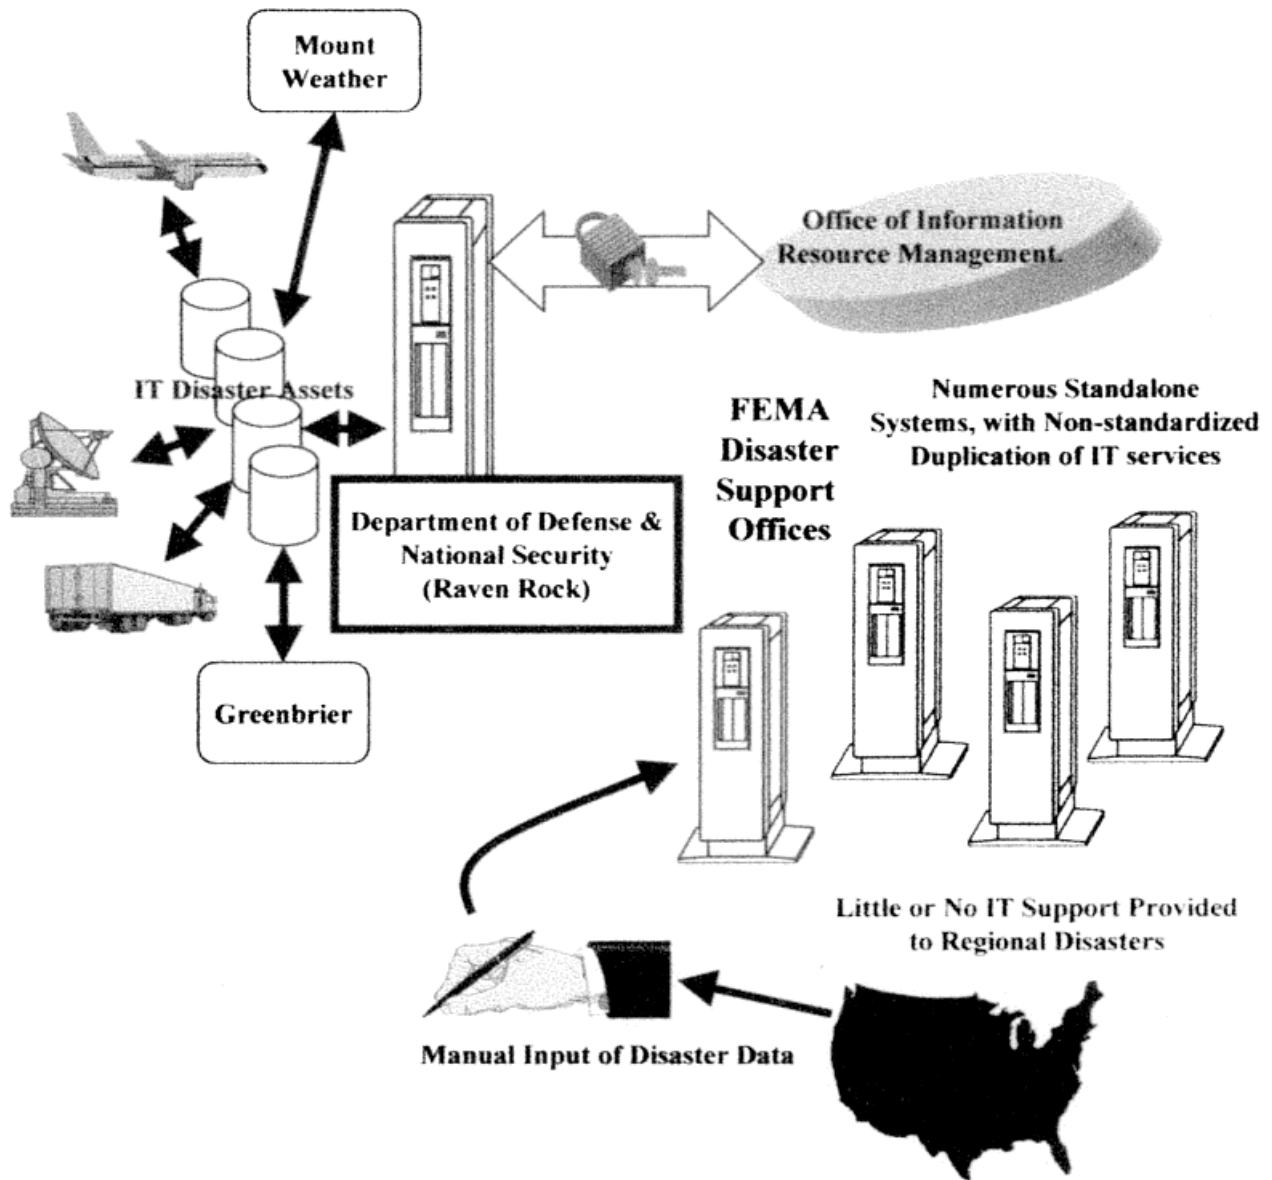 Mount
Weather
Office of Information
Resource Management.
IT Disaster Assets
FEMA
Disaster
Support
Offices
Numerous Standalone
Systems, with Non-standardized
Duplication of IT services
Department of Defense &
National Security
(Raven Rock)
Greenbrier
Little or No IT Support Provided
to Regional Disasters
Manual Input of Disaster Data